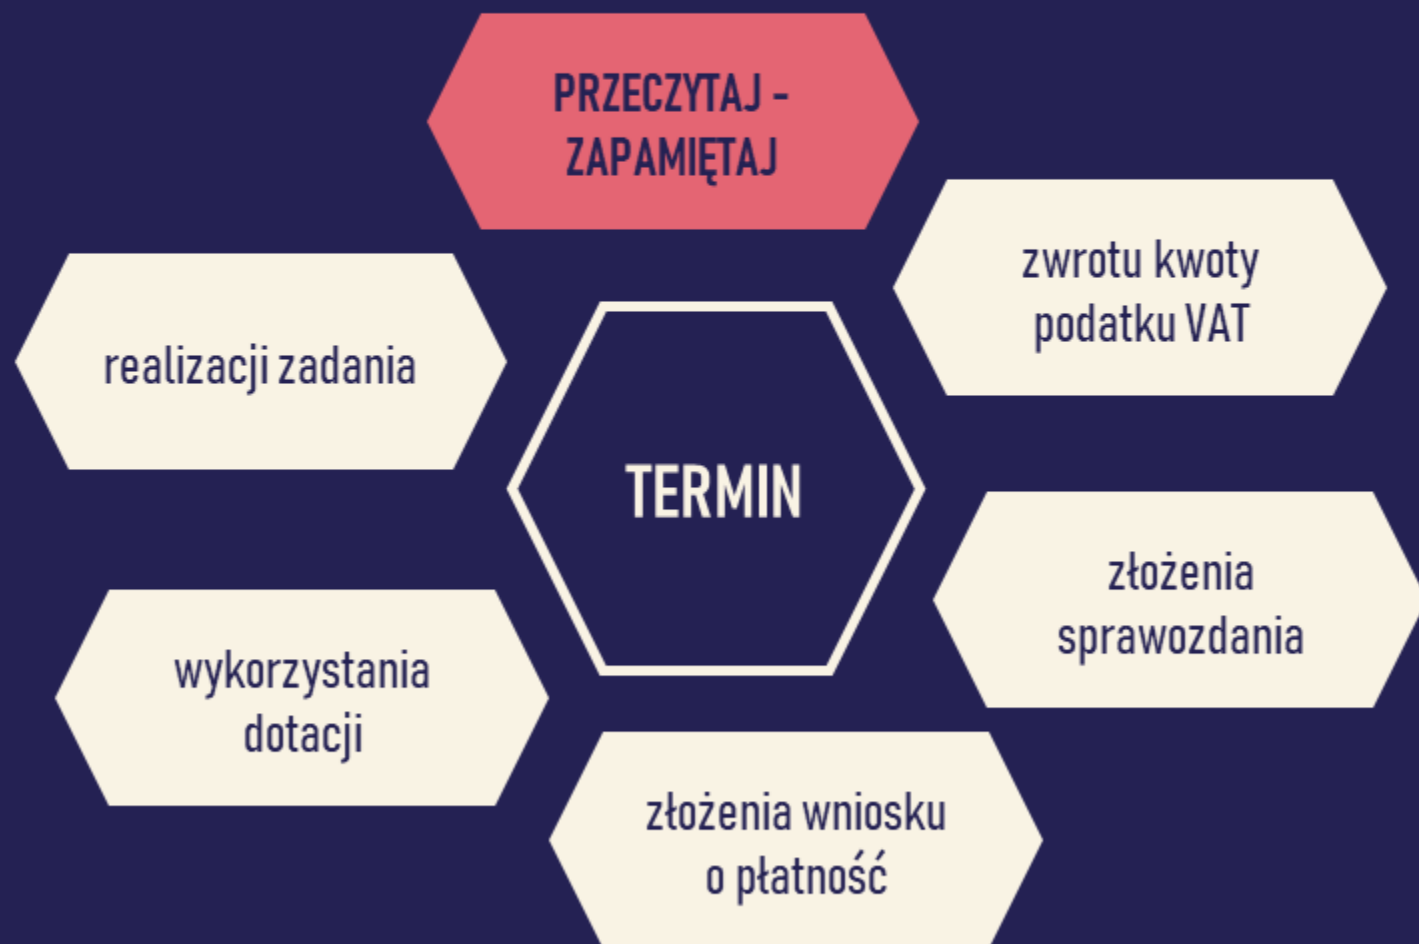 PRZECZYTAJ -
ZAPAMIĘTAJ
zwrotu kwoty
podatku VAT
realizacji zadania
TERMIN
złożenia
sprawozdania
wykorzystania
dotacji
złożenia wniosku
o płatność